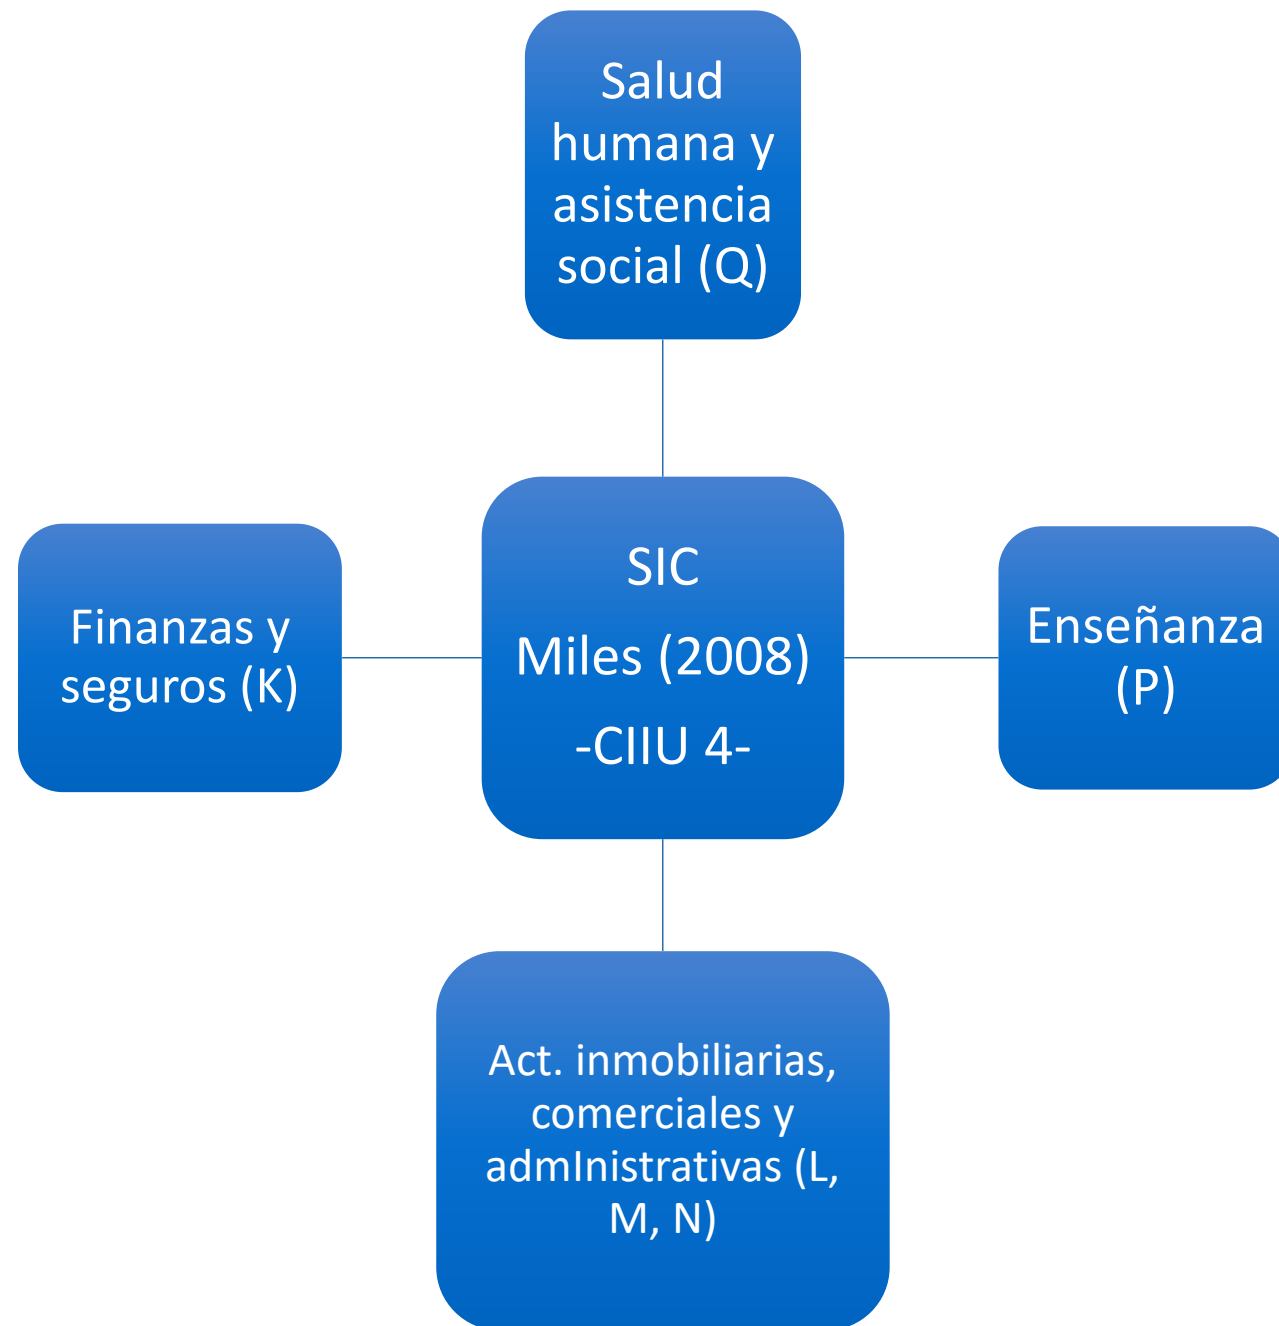 Salud
humana y
asistencia
social (Q)
Finanzas y
seguros (K)
SIC
Miles (2008)
-CIIU 4-
Enseñanza
(P)
Act. inmobiliarias,
comerciales y
admInistrativas (L,
M, N)